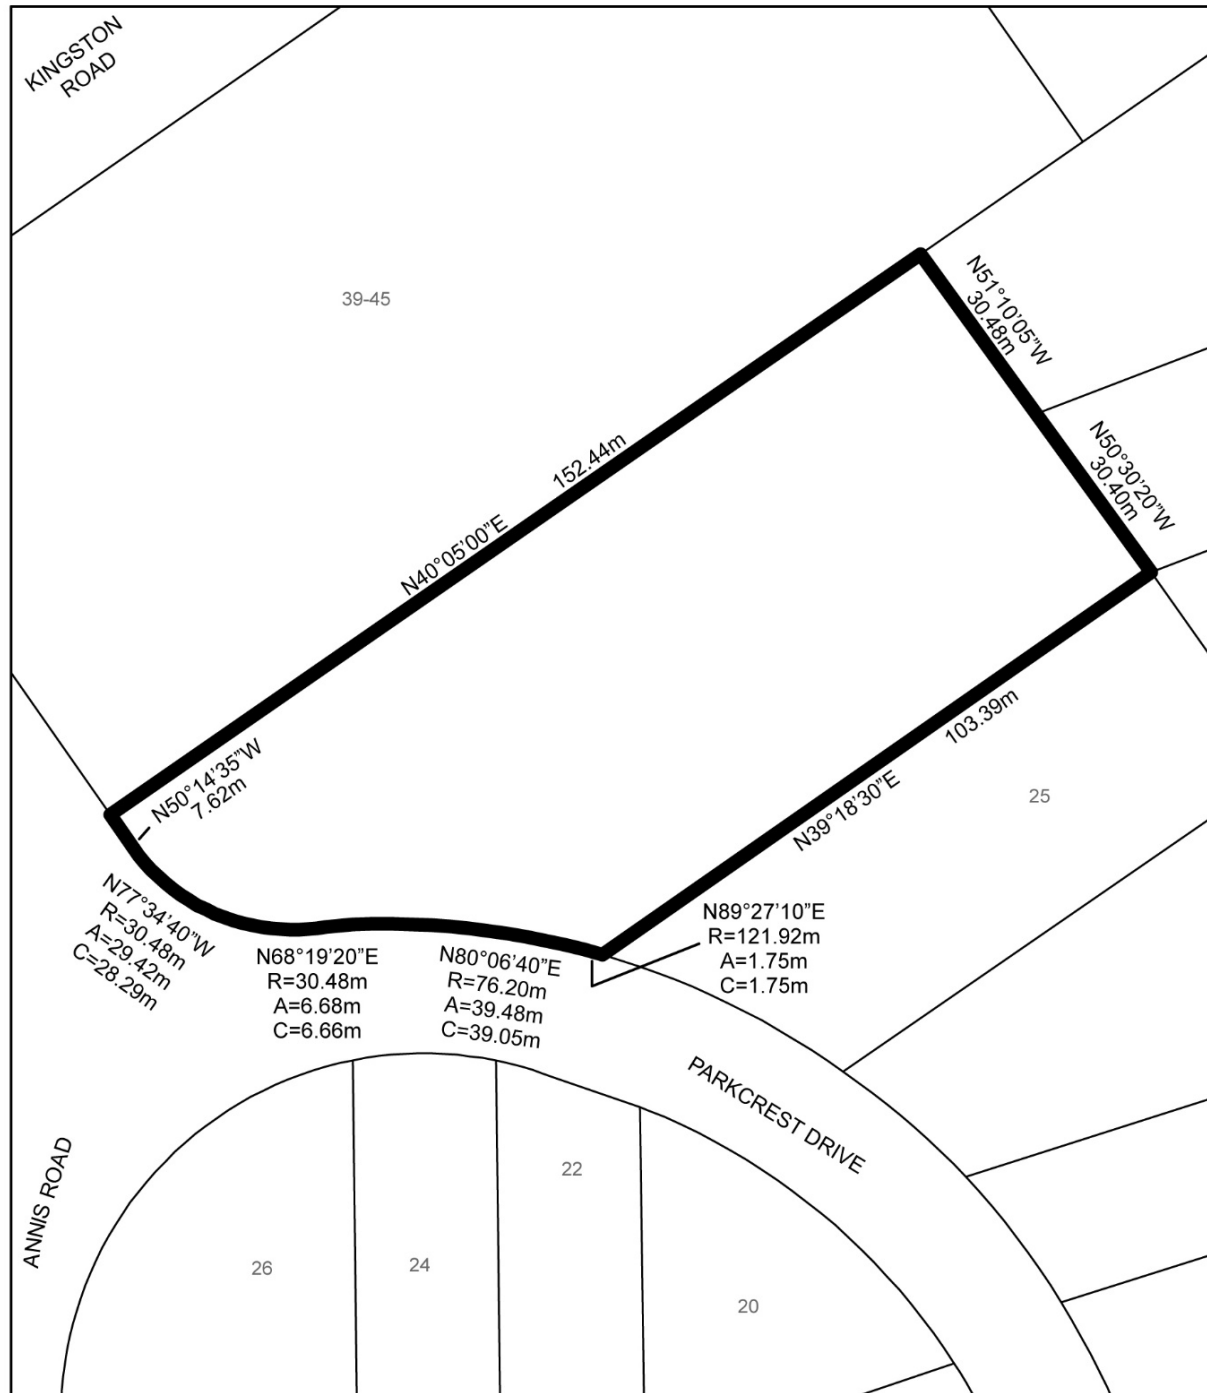 KINGSTON
ROAD
39-45
N51°10'05”W
30.48m
N50°30'20”W
30.40m
152.44m
N40°05'00”E
103.39m
N39°18'30”E
25
N50°14'35”W
7.62m
N77°34'40”W
R=30.48m
A=29.42m
C=28.29m
N68°19'20”E
R=30.48m
A=6.68m
C=6.66m
N80°06'40”E
R=76.20m
A=39.48m
C=39.05m
N89°27'10”E
R=121.92m
A=1.75m
C=1.75m
PARKCREST DRIVE
ANNIS ROAD
26
24
22
20